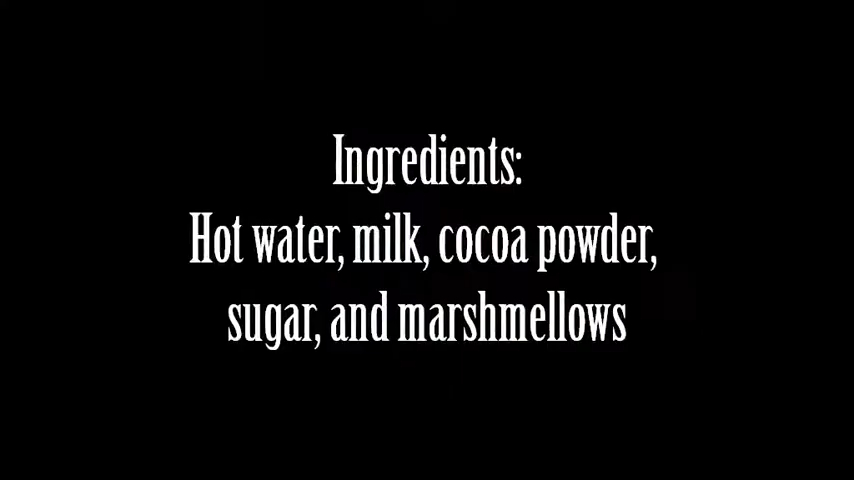 Ingredients:
Hot water, milk, cocoa powder,
sugar, and marshmellows